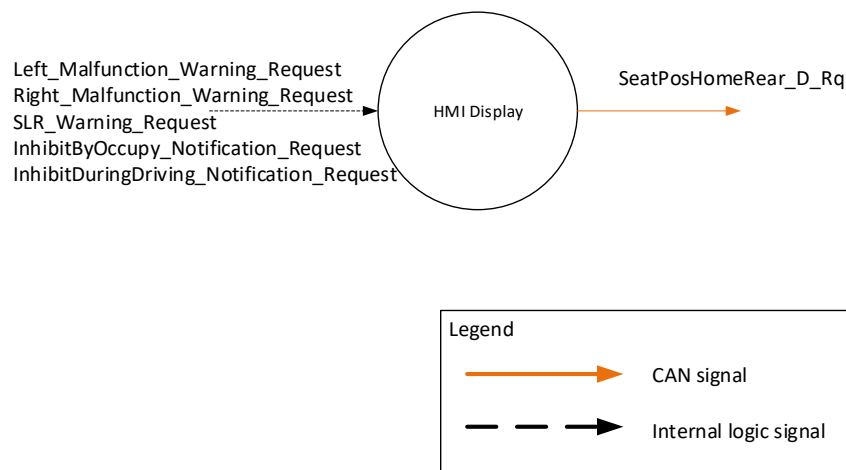 Left_Malfunction_Warning_Request
Right_Malfunction_Warning_Request
SLR_Warning_Request
InhibitByOccupy_Notification_Request
InhibitDuringDriving_Notification_Request
HMI Display
SeatPosHomeRear_D_Rq
Legend
CAN signal
Internal logic signal